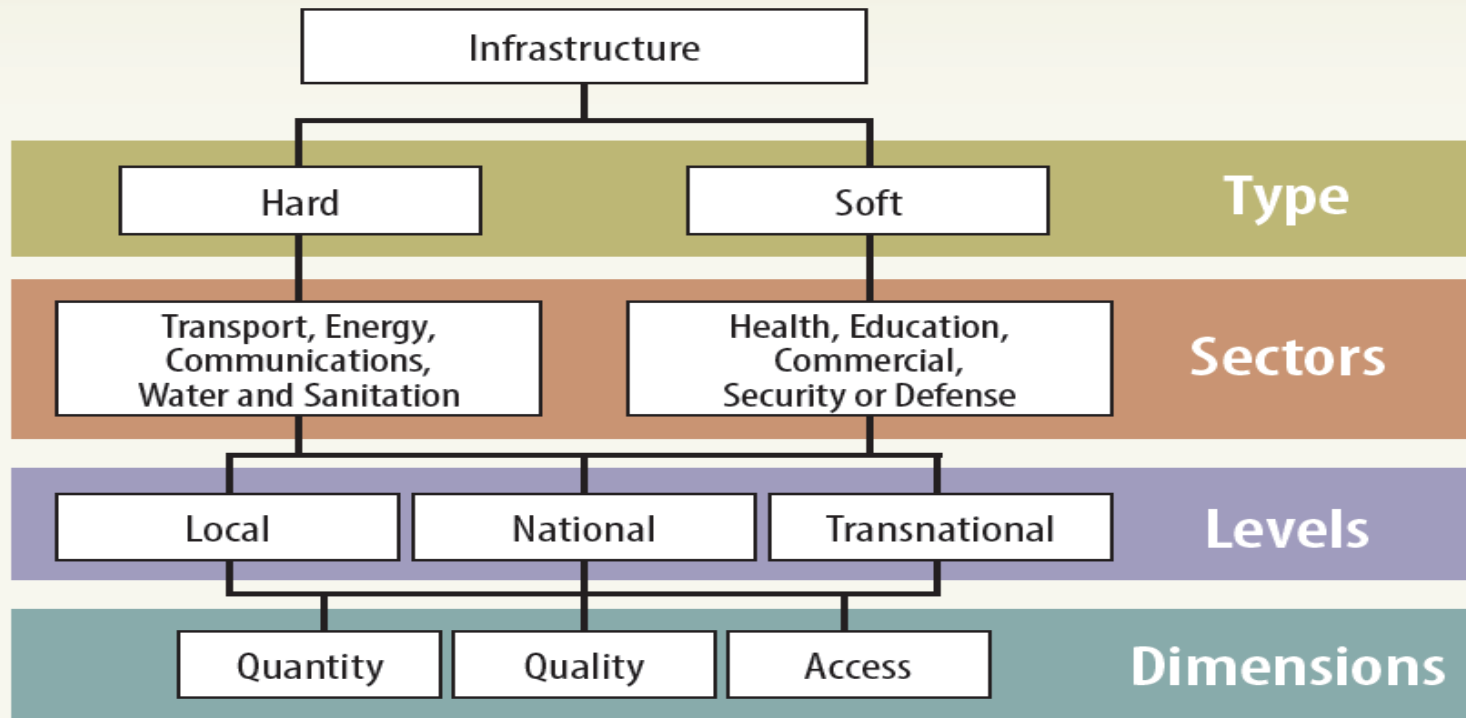 Infrastructure
Hard
Soft
Type
Transport, Energy,
Communications,
Water and Sanitation
Health, Education,
Commercial,
Security or Defense
Sectors
Local
National
Transnational
Levels
Quantity
Quality
Access
Dimensions